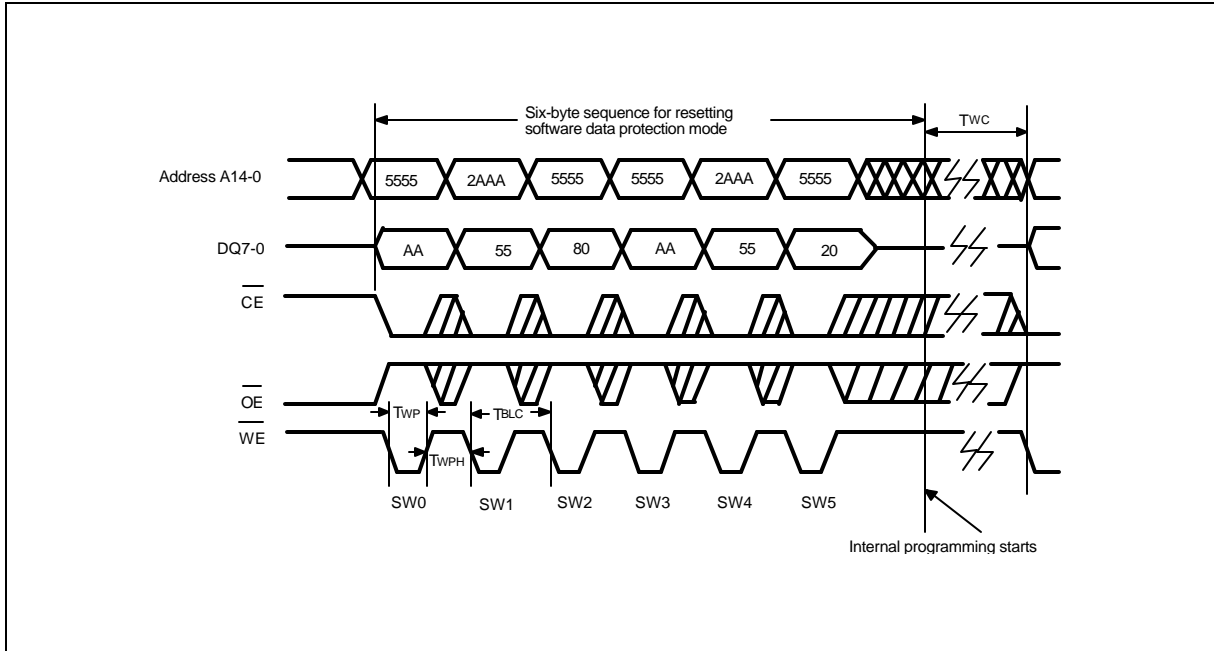 Six-byte sequence for resetting
software data protection mode
TWC
Address A14-0
5555
2AAA
5555
5555
2AAA
5555
DQ7-0
AA
55
80
AA
55
20
CE
OE
TWP
TBLC
WE
TWPH
SW0
SW1
SW2
SW3
SW4
SW5
Internal programming starts